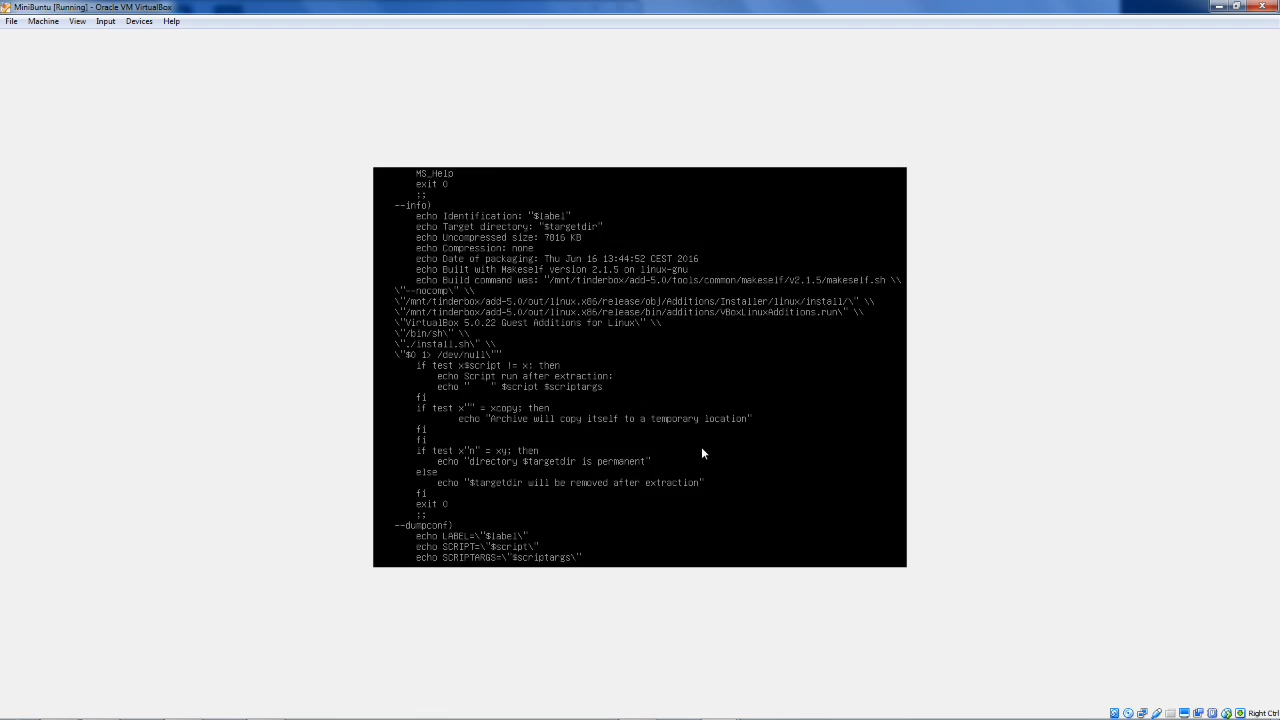 MiniBuntu [Running] - Oracle VM VirtualBox
File Machine View Input Devices Help
MS_Help
exit 0
;;
--info)
echo Identification: "$label"
echo Target directory: "$targetdir"
echo Uncompressed size: 7816 KB
echo Compression: none
echo Date of packaging: Thu Jun 16 13:44:52 CEST 2016
echo Built with Makeself version 2.1.5 on linux-gnu
echo Build command was: "/mnt/tinderbox/add-5.0/tools/common/makeself/v2.1.5/makeself.sh \\
\"--nocomp\" \\
\"/mnt/tinderbox/add-5.0/out/linux.x86/release/obj/Additions/Installer/linux/install/\" \\
\"/mnt/tinderbox/add-5.0/out/linux.x86/release/bin/additions/VBoxLinuxAdditions.run\" \\
\"VirtualBox 5.0.22 Guest Additions for Linux\" \\
\"/bin/sh\" \\
\"./install.sh\" \\
\"$0 1> /dev/null\""
if test x$script != x; then
echo Script run after extraction:
echo "    " $script $scriptargs
fi
if test x"" = xcopy; then
echo "Archive will copy itself to a temporary location"
fi
fi
if test x"n" = xy; then
echo "directory $targetdir is permanent"
else
echo "$targetdir will be removed after extraction"
fi
exit 0
;;
--dumpconf)
echo LABEL=\"$label\"
echo SCRIPT=\"$script\"
echo SCRIPTARGS=\"$scriptargs\"
Right Ctrl